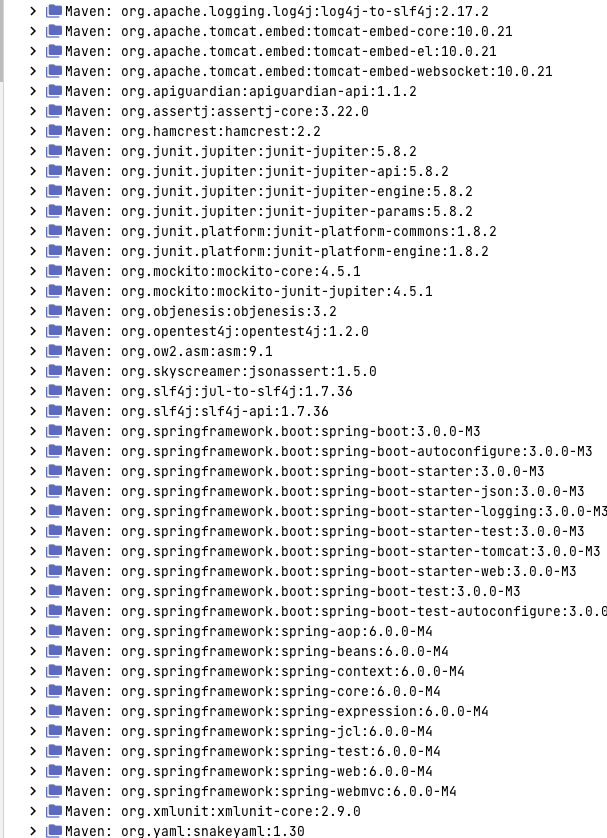 Maven: org.apache.logging.log4j:log4j-to-slf4j:2.17.2
Maven: org.apache.tomcat.embed:tomcat-embed-core:10.0.21
Maven: org.apache.tomcat.embed:tomcat-embed-el:10.0.21
Maven: org.apache.tomcat.embed:tomcat-embed-websocket:10.0.21
Maven: org.apiguardian:apiguardian-api:1.1.2
Maven: org.assertj:assertj-core:3.22.0
Maven: org.hamcrest:hamcrest:2.2
Maven: org.junit.jupiter:junit-jupiter:5.8.2
Maven: org.junit.jupiter:junit-jupiter-api:5.8.2
Maven: org.junit.jupiter:junit-jupiter-engine:5.8.2
Maven: org.junit.jupiter:junit-jupiter-params:5.8.2
Maven: org.junit.platform:junit-platform-commons:1.8.2
Maven: org.junit.platform:junit-platform-engine:1.8.2
Maven: org.mockito:mockito-core:4.5.1
Maven: org.mockito:mockito-junit-jupiter:4.5.1
Maven: org.objenesis:objenesis:3.2
Maven: org.opentest4j:opentest4j:1.2.0
Maven: org.ow2.asm:asm:9.1
Maven: org.skyscreamer:jsonassert:1.5.0
Maven: org.slf4j:jul-to-slf4j:1.7.36
Maven: org.slf4j:slf4j-api:1.7.36
Maven: org.springframework.boot:spring-boot:3.0.0-M3
Maven: org.springframework.boot:spring-boot-autoconfigure:3.0.0-M3
Maven: org.springframework.boot:spring-boot-starter:3.0.0-M3
Maven: org.springframework.boot:spring-boot-starter-json:3.0.0-M3
Maven: org.springframework.boot:spring-boot-starter-logging:3.0.0-M3
Maven: org.springframework.boot:spring-boot-starter-test:3.0.0-M3
Maven: org.springframework.boot:spring-boot-starter-tomcat:3.0.0-M3
Maven: org.springframework.boot:spring-boot-starter-web:3.0.0-M3
Maven: org.springframework.boot:spring-boot-test:3.0.0-M3
Maven: org.springframework.boot:spring-boot-test-autoconfigure:3.0.0
Maven: org.springframework:spring-aop:6.0.0-M4
Maven: org.springframework:spring-beans:6.0.0-M4
Maven: org.springframework:spring-context:6.0.0-M4
Maven: org.springframework:spring-core:6.0.0-M4
Maven: org.springframework:spring-expression:6.0.0-M4
Maven: org.springframework:spring-jcl:6.0.0-M4
Maven: org.springframework:spring-test:6.0.0-M4
Maven: org.springframework:spring-web:6.0.0-M4
Maven: org.springframework:spring-webmvc:6.0.0-M4
Maven: org.xmlunit:xmlunit-core:2.9.0
Maven: org.yaml:snakeyaml:1.30